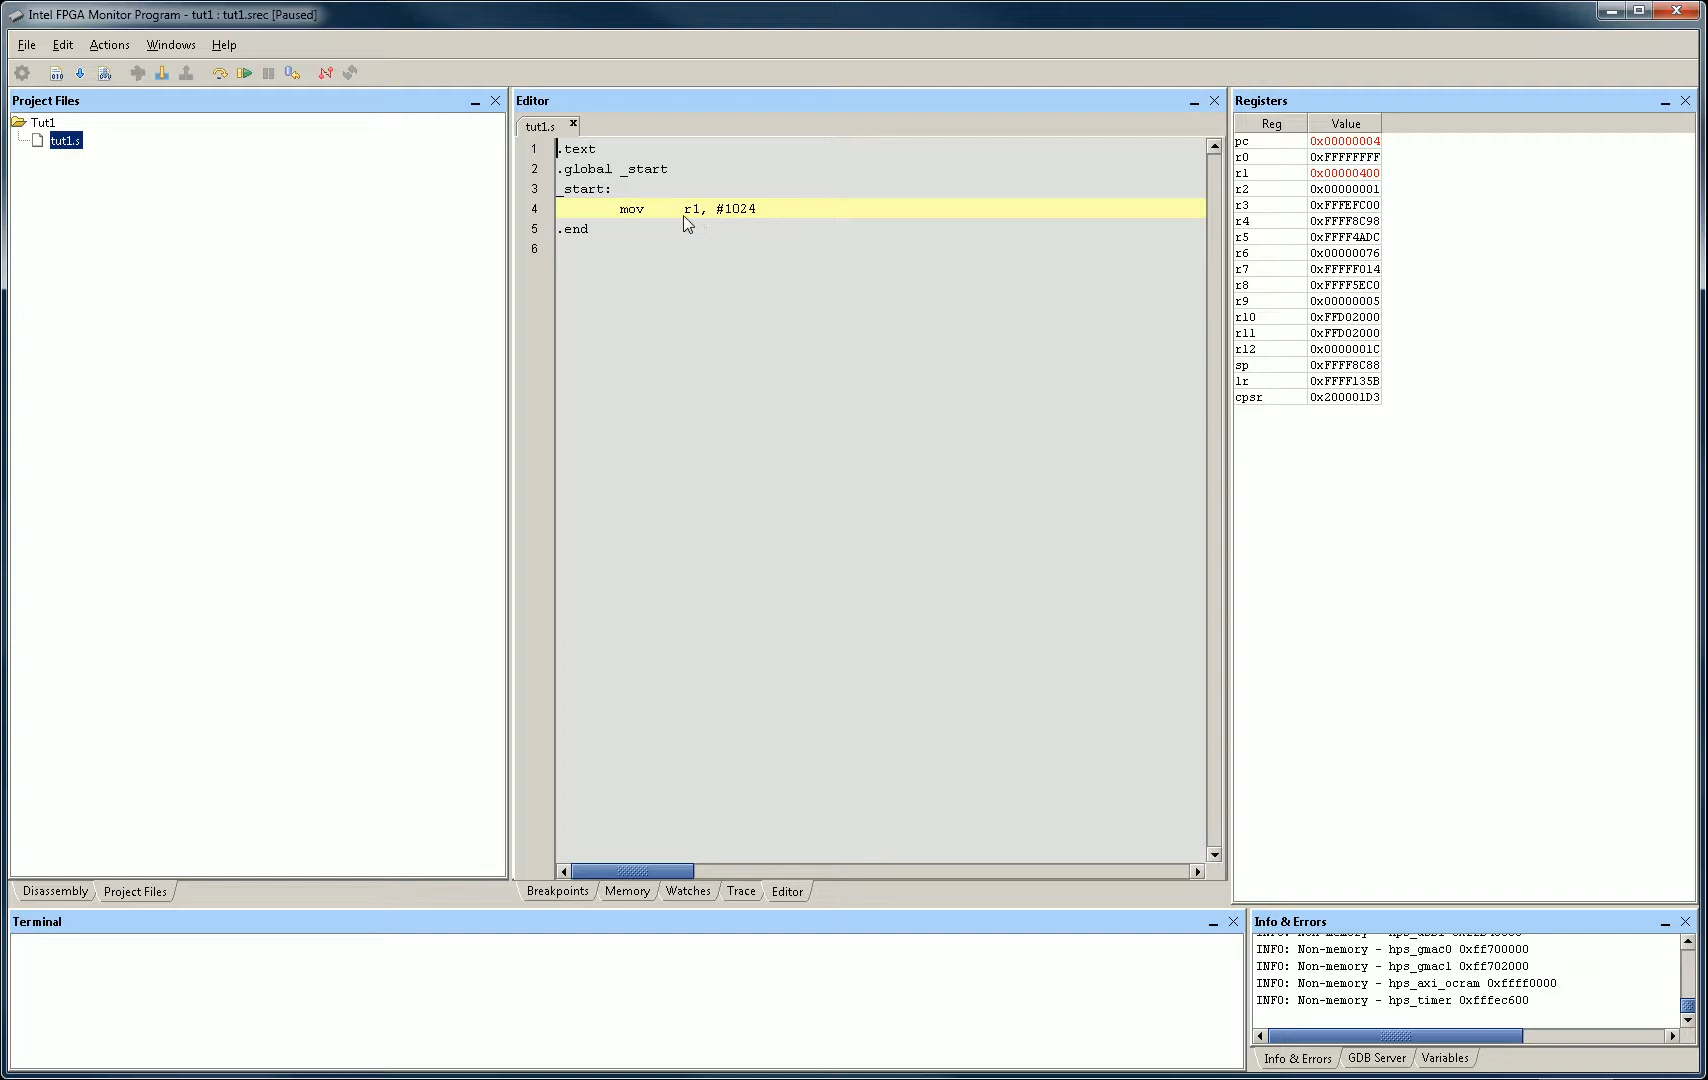 Intel FPGA Monitor Program - tut1 : tut1.srec [Paused]
File Edit Actions Windows Help
Project Files
Tut1
tut1.s
Disassembly Project Files
Editor
tut1.s x
1 .text
2 .global _start
3 _start:
4 mov r1, #1024
5 .end
6
Breakpoints Memory Watches Trace Editor
Registers
Reg Value
pc 0x00000004
r0 0xFFFFFFFF
r1 0x00000400
r2 0x00000001
r3 0xFFFEFC00
r4 0xFFFF8C98
r5 0xFFFF4ADC
r6 0x00000076
r7 0xFFFFF014
r8 0xFFFF5EC0
r9 0x00000005
r10 0xFFD02000
r11 0xFFD02000
r12 0x0000001C
sp 0xFFFF8C88
lr 0xFFFF135B
cpsr 0x200001D3
Terminal
Info & Errors
INFO: Non-memory - hps_gmac0 0xff700000
INFO: Non-memory - hps_gmac1 0xff702000
INFO: Non-memory - hps_axi_ocram 0xffff0000
INFO: Non-memory - hps_timer 0xfffec600
Info & Errors GDB Server Variables